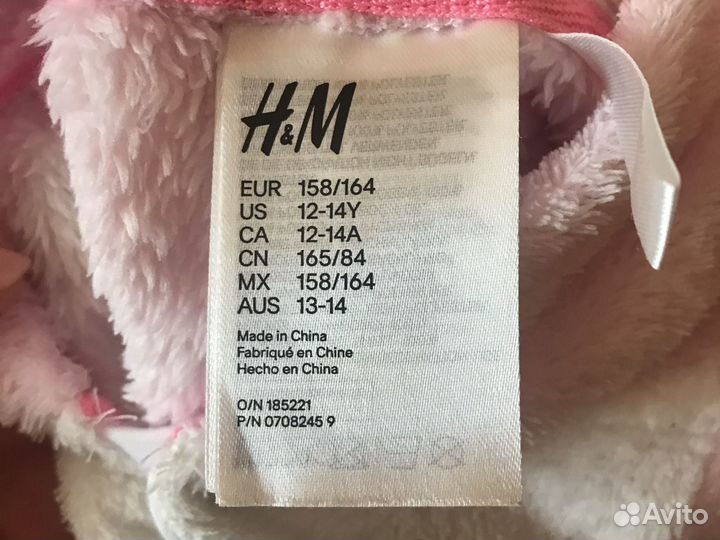 H&M
EUR 158/164
US 12-14Y
CA 12-14A
CN 165/84
MX 158/164
AUS 13-14
Made in China
Fabriqué en Chine
Hecho en China
O/N 185221
P/N 0708245 9
Avito